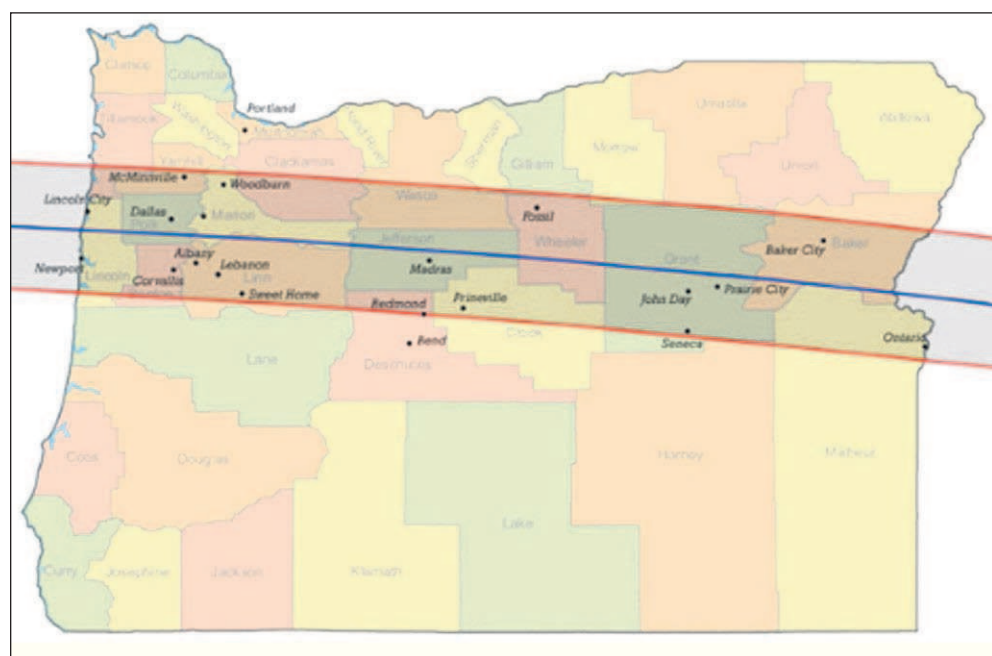 Clatsop
Columbia
Portland
Tillamook
Washington
Multnomah
Hood River
Sherman
Gilliam
Morrow
Umatilla
Union
Wallowa
Yamhill
Clackamas
McMinnville
Woodburn
Wasco
Lincoln City
Dallas
Polk
Marion
Fossil
Wheeler
Jefferson
Grant
Baker City
Baker
Newport
Lincoln
Albany
Corvallis
Lebanon
Linn
Benton
Sweet Home
Madras
Redmond
Prineville
Crook
John Day
Prairie City
Seneca
Ontario
Bend
Deschutes
Lane
Coos
Douglas
Harney
Malheur
Lake
Curry
Josephine
Jackson
Klamath